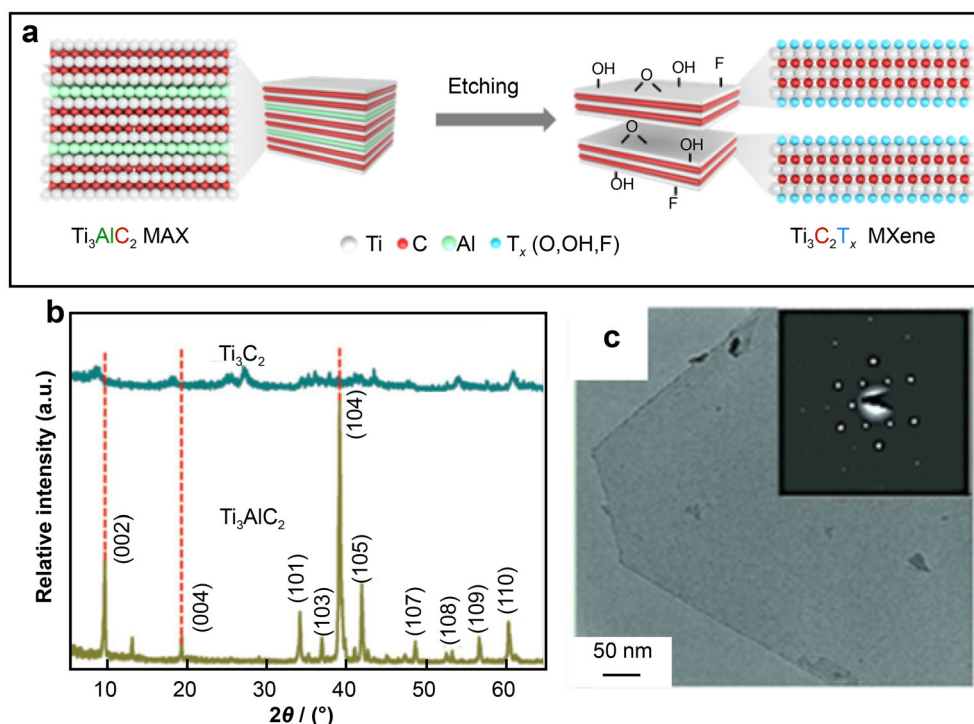 a
OH
O
OH
F
Etching
O
OH
OH
F
Ti₃AlC₂ MAX
Ti C Al Tₓ (O,OH,F)
Ti₃C₂Tₓ MXene
b
Relative intensity (a.u.)
Ti₃C₂
Ti₃AlC₂
(002)
(004)
(101)
(103)
(104)
(105)
(107)
(108)
(109)
(110)
10 20 30 40 50 60
2θ / (°)
c
50 nm